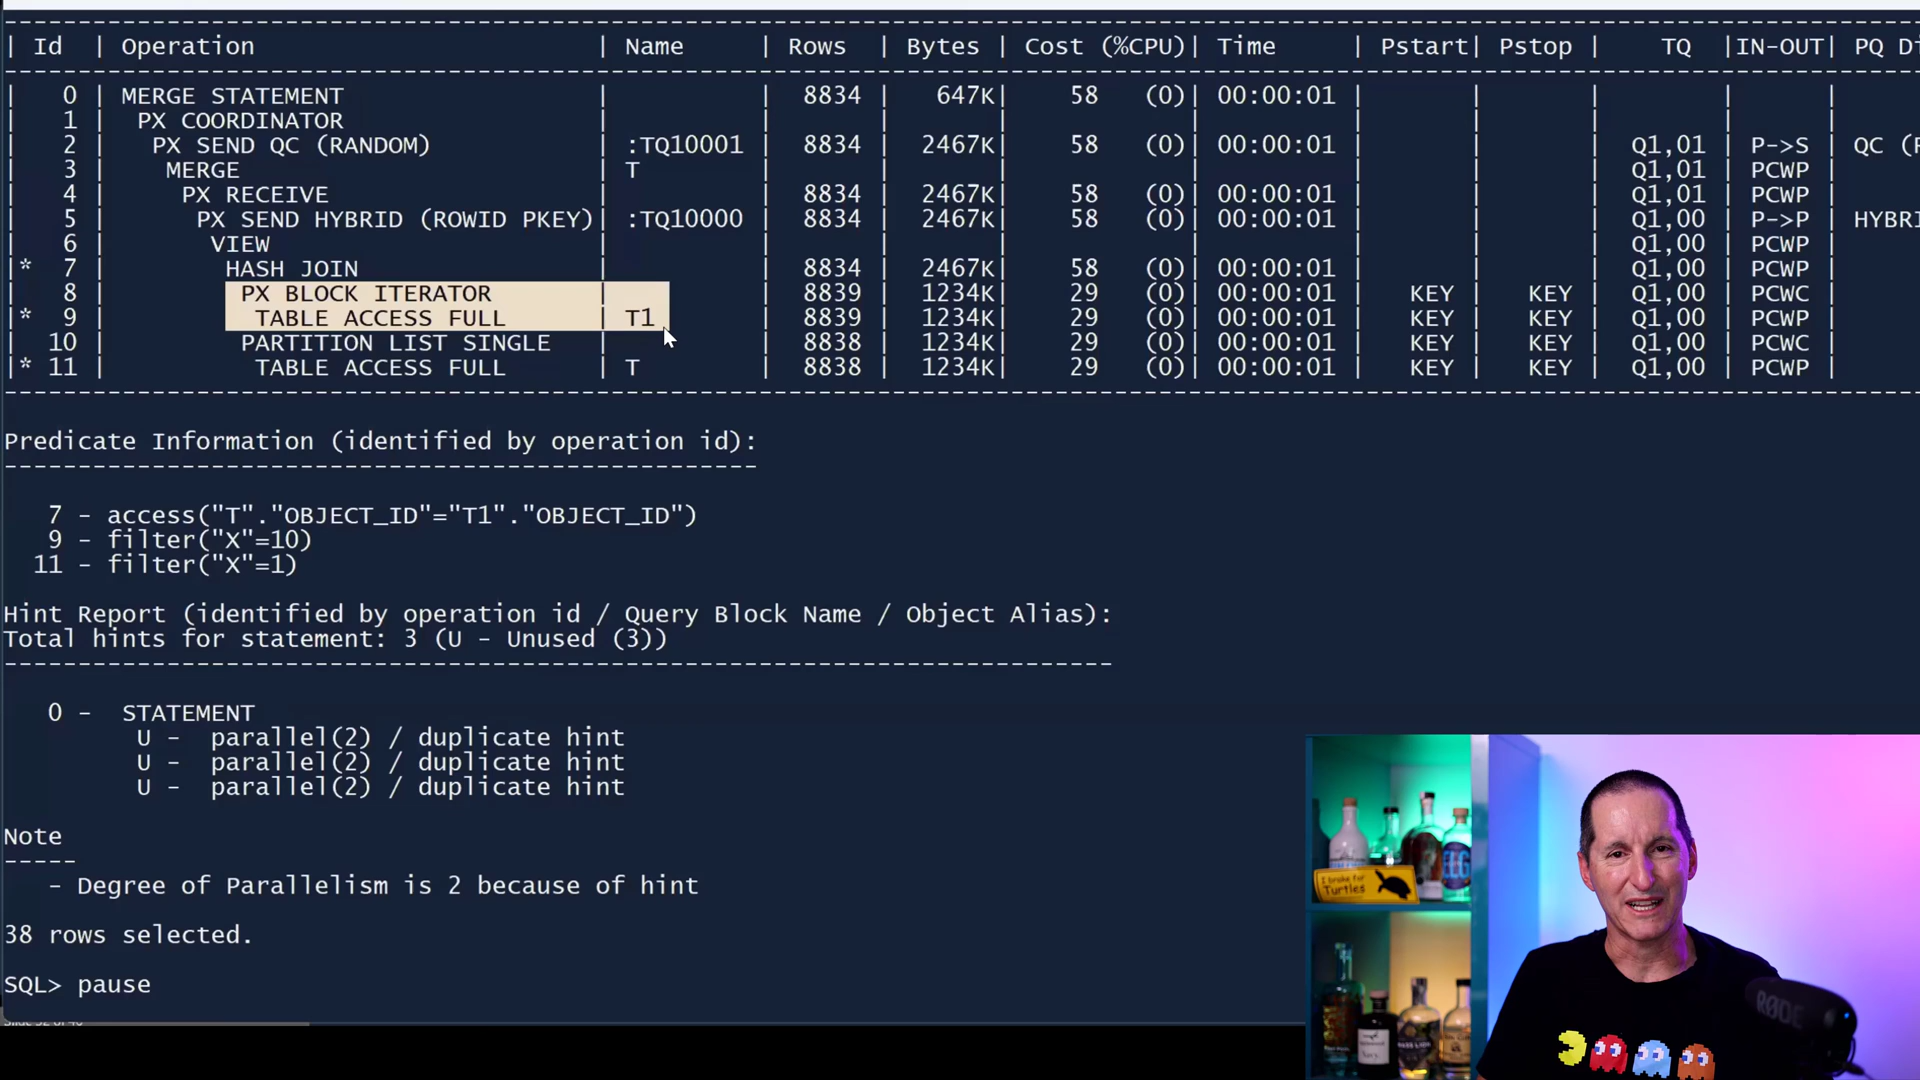 | Id | Operation | Name | Rows | Bytes | Cost (%CPU)| Time | Pstart| Pstop | TQ |IN-OUT| PQ Di
| 0 | MERGE STATEMENT | | 8834 | 647K| 58 (0)| 00:00:01 | | | | |
| 1 | PX COORDINATOR | | | | | | | | | |
| 2 | PX SEND QC (RANDOM) | :TQ10001 | 8834 | 2467K| 58 (0)| 00:00:01 | | | Q1,01 | P->S | QC (R
| 3 | MERGE | T | | | | | | | Q1,01 | PCWP |
| 4 | PX RECEIVE | | 8834 | 2467K| 58 (0)| 00:00:01 | | | Q1,01 | PCWP |
| 5 | PX SEND HYBRID (ROWID PKEY)| :TQ10000 | 8834 | 2467K| 58 (0)| 00:00:01 | | | Q1,00 | P->P | HYBRI
| 6 | VIEW | | | | | | | | Q1,00 | PCWP |
|* 7 | HASH JOIN | | 8834 | 2467K| 58 (0)| 00:00:01 | | | Q1,00 | PCWP |
| 8 | PX BLOCK ITERATOR | | 8839 | 1234K| 29 (0)| 00:00:01 | KEY | KEY | Q1,00 | PCWC |
|* 9 | TABLE ACCESS FULL | T1 | 8839 | 1234K| 29 (0)| 00:00:01 | KEY | KEY | Q1,00 | PCWP |
| 10 | PARTITION LIST SINGLE | | 8838 | 1234K| 29 (0)| 00:00:01 | KEY | KEY | Q1,00 | PCWC |
|* 11 | TABLE ACCESS FULL | T | 8838 | 1234K| 29 (0)| 00:00:01 | KEY | KEY | Q1,00 | PCWP |
Predicate Information (identified by operation id):
7 - access("T"."OBJECT_ID"="T1"."OBJECT_ID")
9 - filter("X"=10)
11 - filter("X"=1)
Hint Report (identified by operation id / Query Block Name / Object Alias):
Total hints for statement: 3 (U - Unused (3))
0 - STATEMENT
U - parallel(2) / duplicate hint
U - parallel(2) / duplicate hint
U - parallel(2) / duplicate hint
Note
-----
- Degree of Parallelism is 2 because of hint
38 rows selected.
SQL> pause
I brake for
Turtles
RØDE